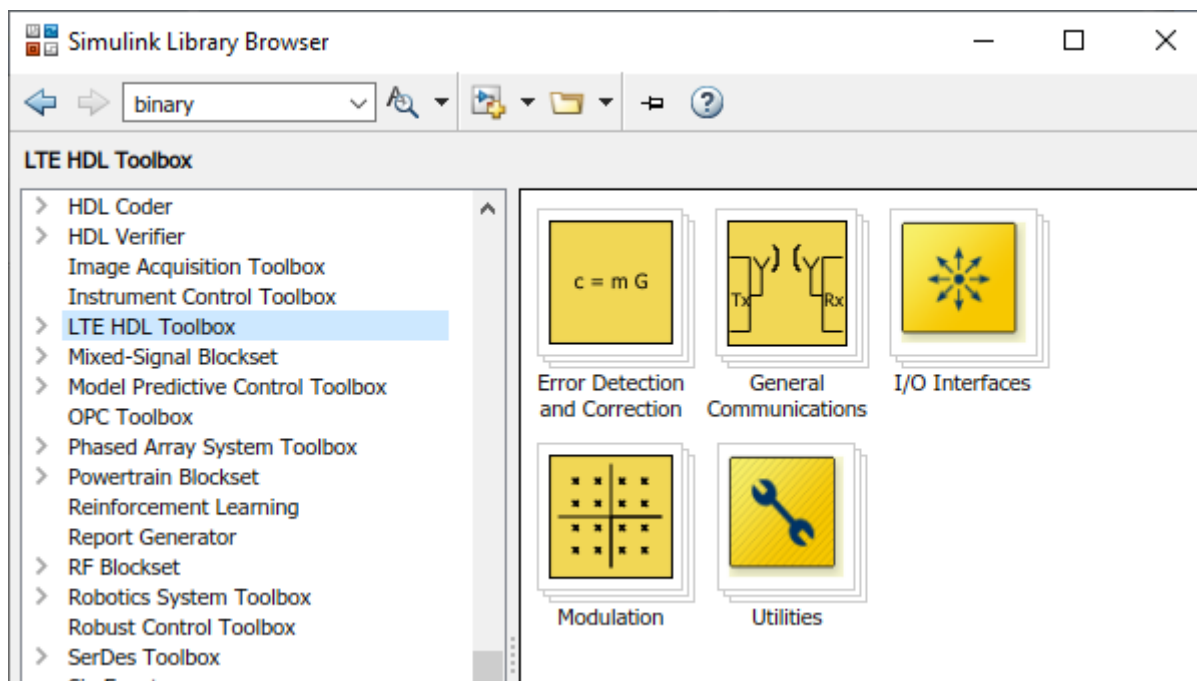 Simulink Library Browser
binary
LTE HDL Toolbox
HDL Coder
HDL Verifier
Image Acquisition Toolbox
Instrument Control Toolbox
LTE HDL Toolbox
Mixed-Signal Blockset
Model Predictive Control Toolbox
OPC Toolbox
Phased Array System Toolbox
Powertrain Blockset
Reinforcement Learning
Report Generator
RF Blockset
Robotics System Toolbox
Robust Control Toolbox
SerDes Toolbox
c = m G
Error Detection
and Correction
Tx
Rx
General
Communications
I/O Interfaces
Modulation
Utilities